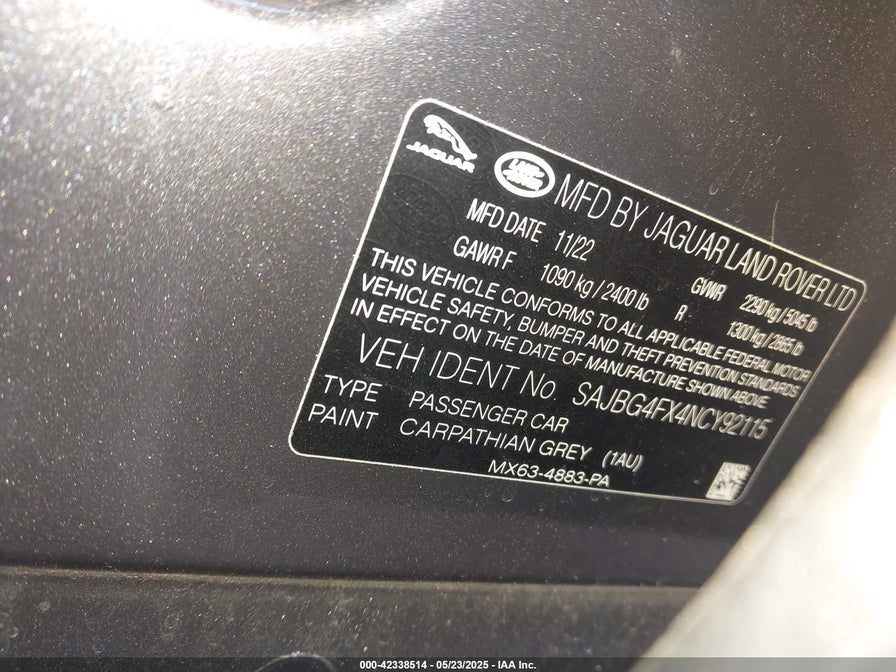 JAGUAR
LAND
ROVER
MFD BY JAGUAR LAND ROVER LTD
MFD DATE 11/22 GVWR 2290 kg / 5045 lb
GAWR F 1090 kg / 2400 lb R 1300 kg / 2865 lb
THIS VEHICLE CONFORMS TO ALL APPLICABLE FEDERAL MOTOR
VEHICLE SAFETY, BUMPER AND THEFT PREVENTION STANDARDS
IN EFFECT ON THE DATE OF MANUFACTURE SHOWN ABOVE
VEH IDENT No. SAJBG4FX4NCY92115
TYPE PASSENGER CAR
PAINT CARPATHIAN GREY (1AU)
MX63-4883-PA
000-42338514 - 05/23/2025 - IAA Inc.